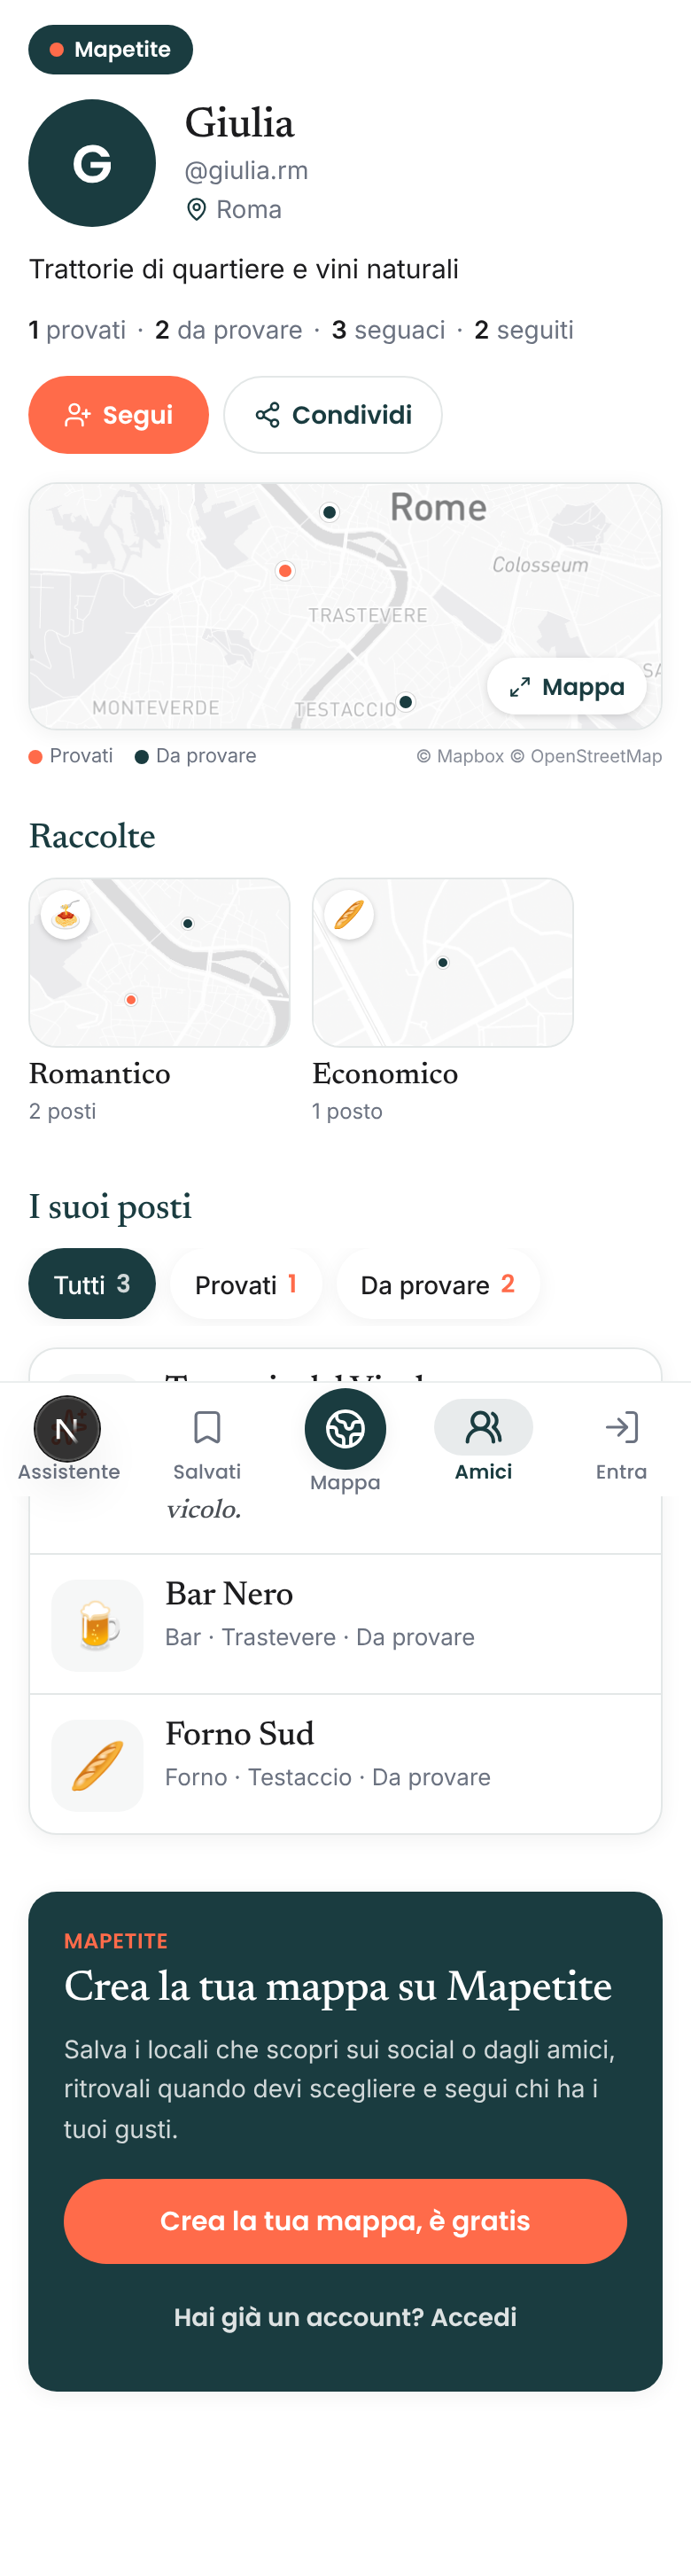 Mapetite
G
Giulia
@giulia.rm
Roma
Trattorie di quartiere e vini naturali
1 provati · 2 da provare · 3 seguaci · 2 seguiti
Segui
Condividi
Rome
Colosseum
TRASTEVERE
MONTEVERDE
TESTACCIO
SA
Mappa
Provati
Da provare
© Mapbox © OpenStreetMap
Raccolte
Romantico
2 posti
Economico
1 posto
I suoi posti
Tutti 3
Provati 1
Da provare 2
N
Assistente
Salvati
Mappa
Amici
Entra
vicolo.
Bar Nero
Bar · Trastevere · Da provare
Forno Sud
Forno · Testaccio · Da provare
MAPETITE
Crea la tua mappa su Mapetite
Salva i locali che scopri sui social o dagli amici,
ritrovali quando devi scegliere e segui chi ha i
tuoi gusti.
Crea la tua mappa, è gratis
Hai già un account? Accedi